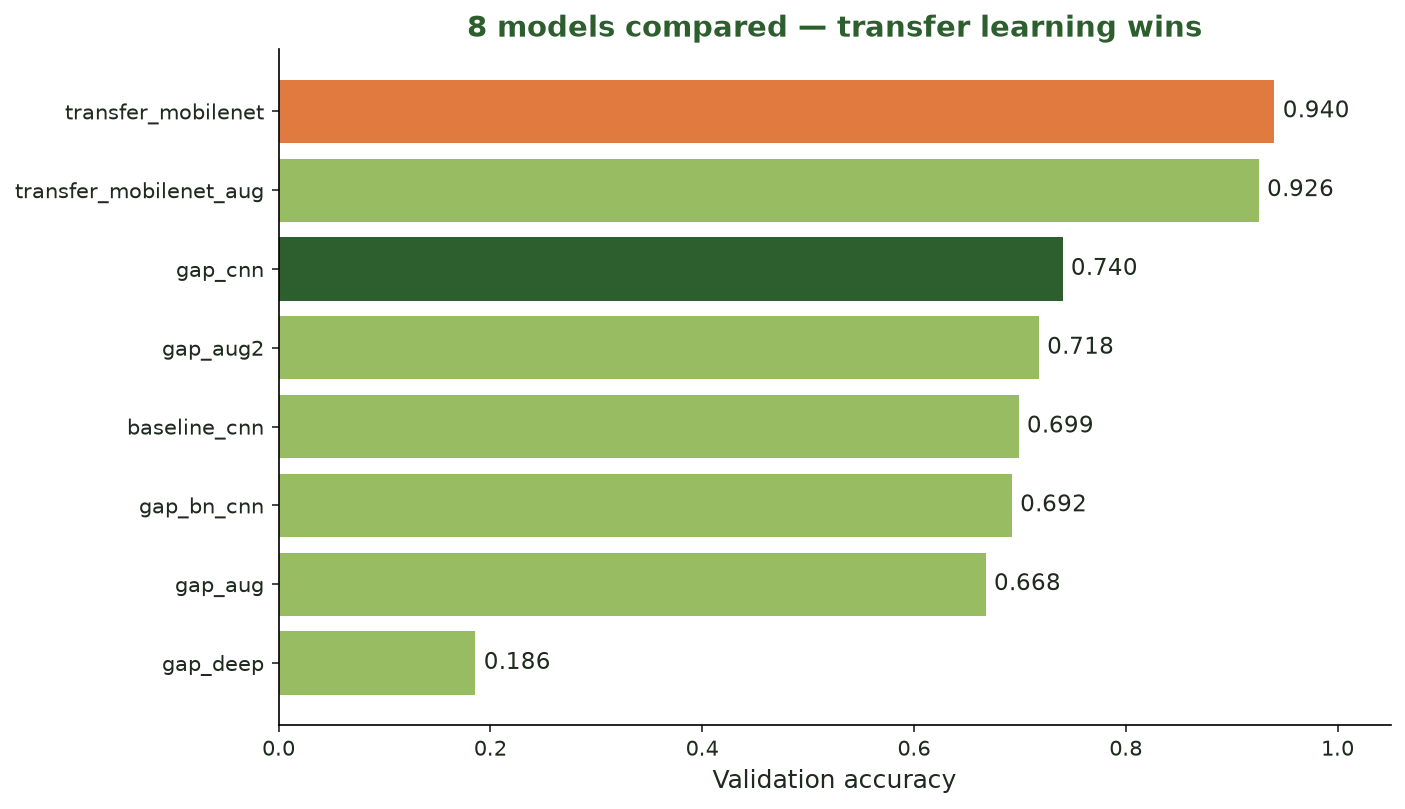 8 models compared — transfer learning wins
transfer_mobilenet 0.940
transfer_mobilenet_aug 0.926
gap_cnn 0.740
gap_aug2 0.718
baseline_cnn 0.699
gap_bn_cnn 0.692
gap_aug 0.668
gap_deep 0.186
0.0 0.2 0.4 0.6 0.8 1.0
Validation accuracy